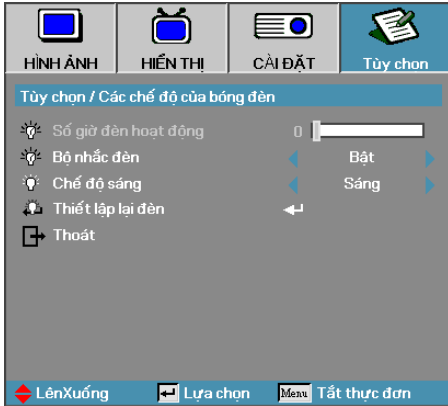 HÌNH ẢNH HIỂN THỊ CÀI ĐẶT Tùy chọn
Tùy chọn / Các chế độ của bóng đèn
Số giờ đèn hoạt động 0
Bộ nhắc đèn Bật
Chế độ sáng Sáng
Thiết lập lại đèn
Thoát
LênXuống Lựa chọn Menu Tắt thực đơn